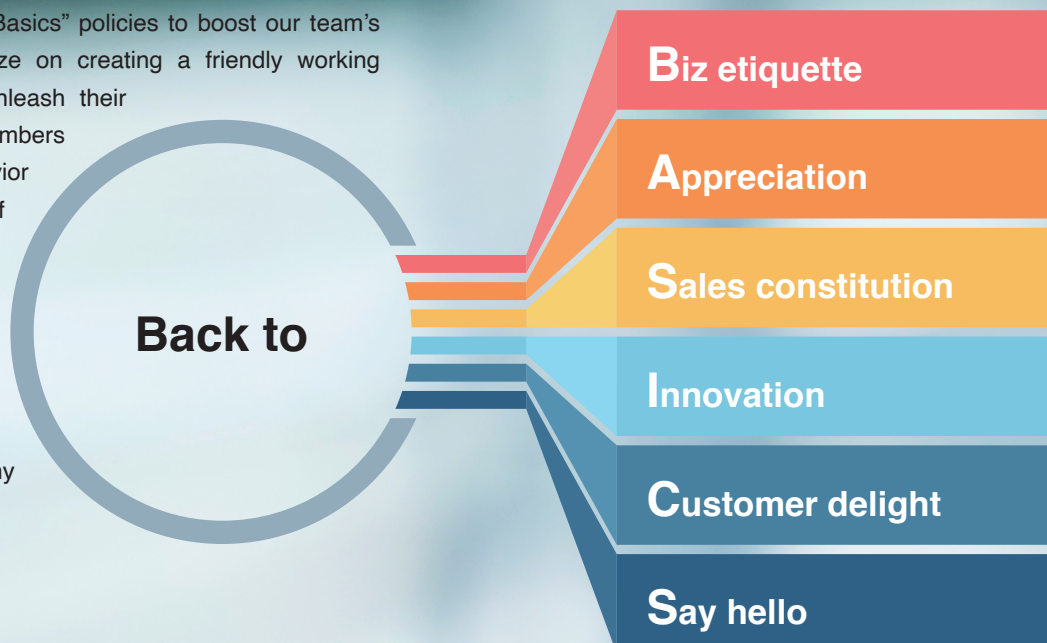 Basics” policies to boost our team’s
ze on creating a friendly working
nleash their
mbers
vior
f
ny
Back to
Biz etiquette
Appreciation
Sales constitution
Innovation
Customer delight
Say hello